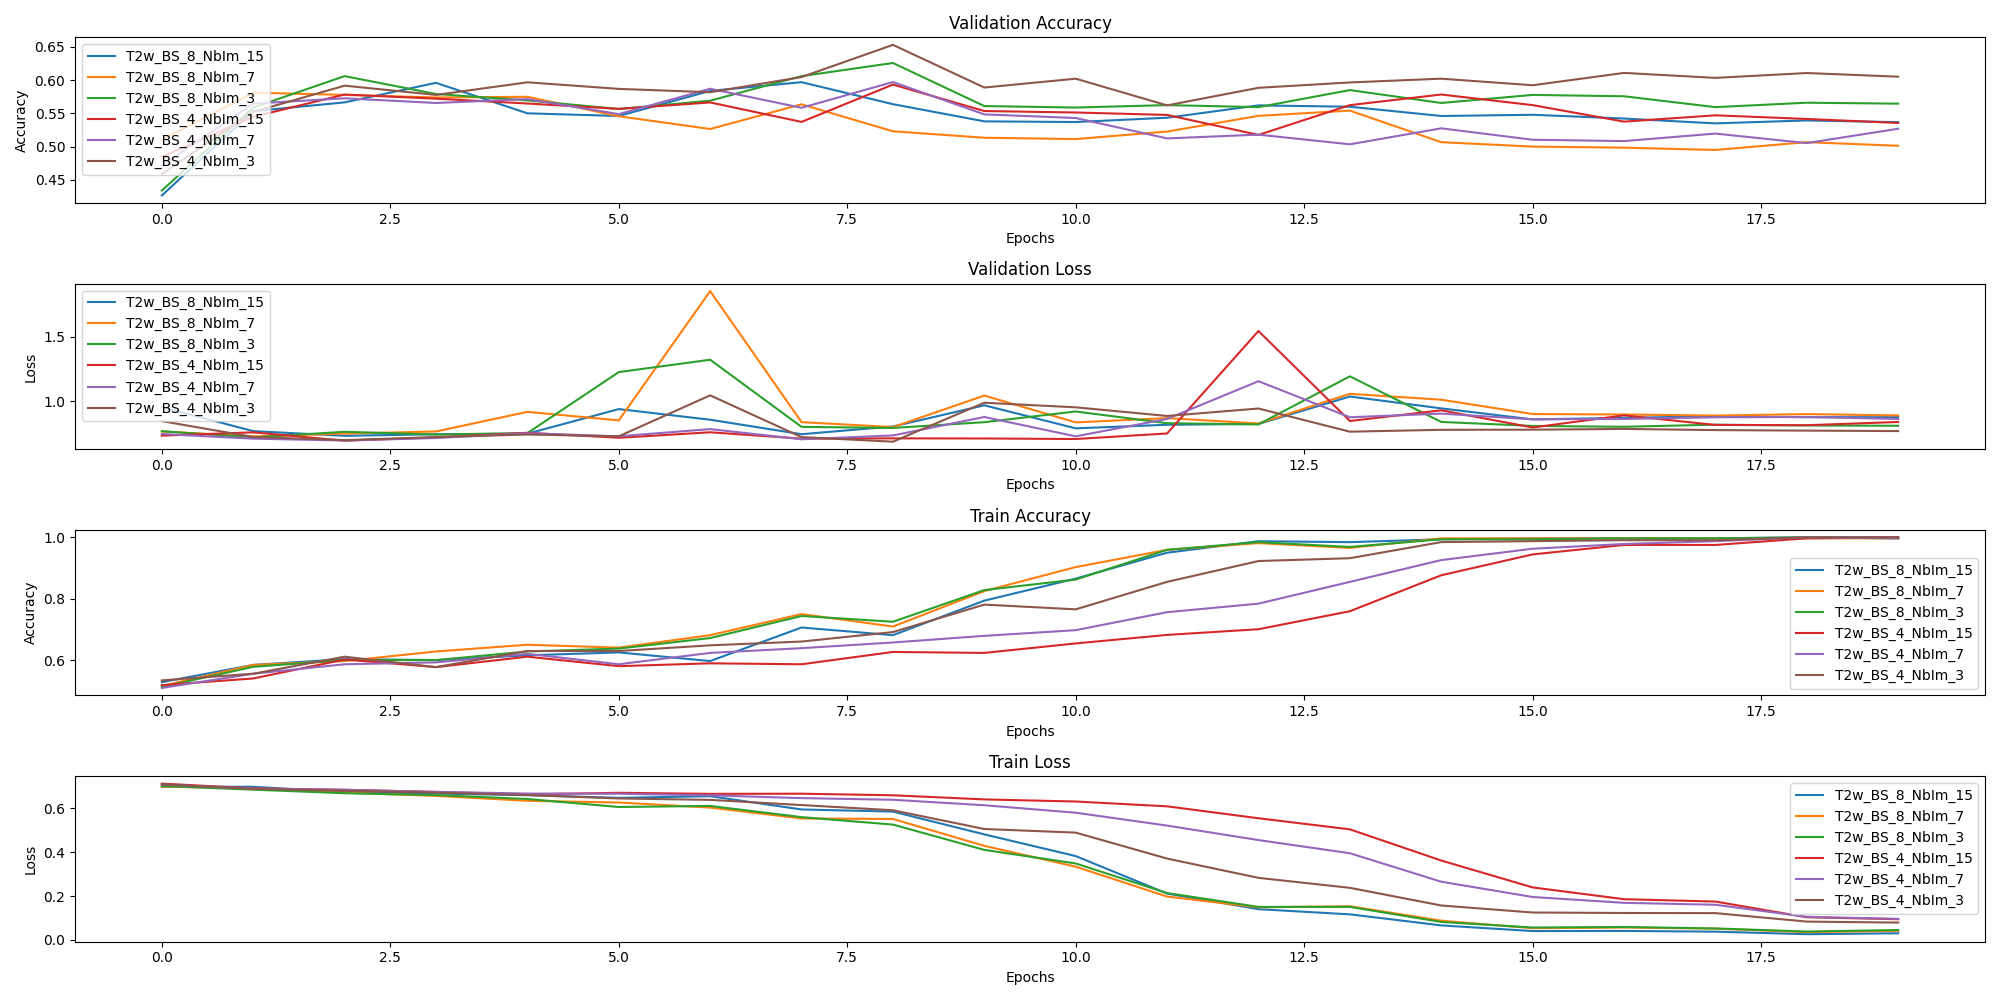 Validation Accuracy
Accuracy
0.65
0.60
0.55
0.50
0.45
T2w_BS_8_NbIm_15
T2w_BS_8_NbIm_7
T2w_BS_8_NbIm_3
T2w_BS_4_NbIm_15
T2w_BS_4_NbIm_7
T2w_BS_4_NbIm_3
0.0 2.5 5.0 7.5 10.0 12.5 15.0 17.5
Epochs
Validation Loss
Loss
1.5
1.0
T2w_BS_8_NbIm_15
T2w_BS_8_NbIm_7
T2w_BS_8_NbIm_3
T2w_BS_4_NbIm_15
T2w_BS_4_NbIm_7
T2w_BS_4_NbIm_3
0.0 2.5 5.0 7.5 10.0 12.5 15.0 17.5
Epochs
Train Accuracy
Accuracy
1.0
0.8
0.6
T2w_BS_8_NbIm_15
T2w_BS_8_NbIm_7
T2w_BS_8_NbIm_3
T2w_BS_4_NbIm_15
T2w_BS_4_NbIm_7
T2w_BS_4_NbIm_3
0.0 2.5 5.0 7.5 10.0 12.5 15.0 17.5
Epochs
Train Loss
Loss
0.6
0.4
0.2
0.0
T2w_BS_8_NbIm_15
T2w_BS_8_NbIm_7
T2w_BS_8_NbIm_3
T2w_BS_4_NbIm_15
T2w_BS_4_NbIm_7
T2w_BS_4_NbIm_3
0.0 2.5 5.0 7.5 10.0 12.5 15.0 17.5
Epochs